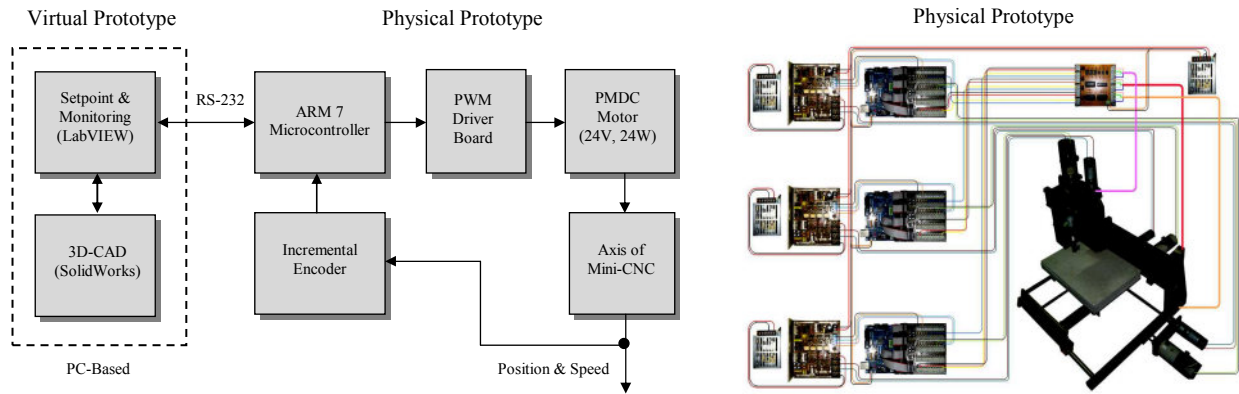 Virtual Prototype
Physical Prototype
Physical Prototype
Setpoint &
Monitoring
(LabVIEW)
RS-232
ARM 7
Microcontroller
PWM
Driver
Board
PMDC
Motor
(24V, 24W)
3D-CAD
(SolidWorks)
Incremental
Encoder
Axis of
Mini-CNC
PC-Based
Position & Speed